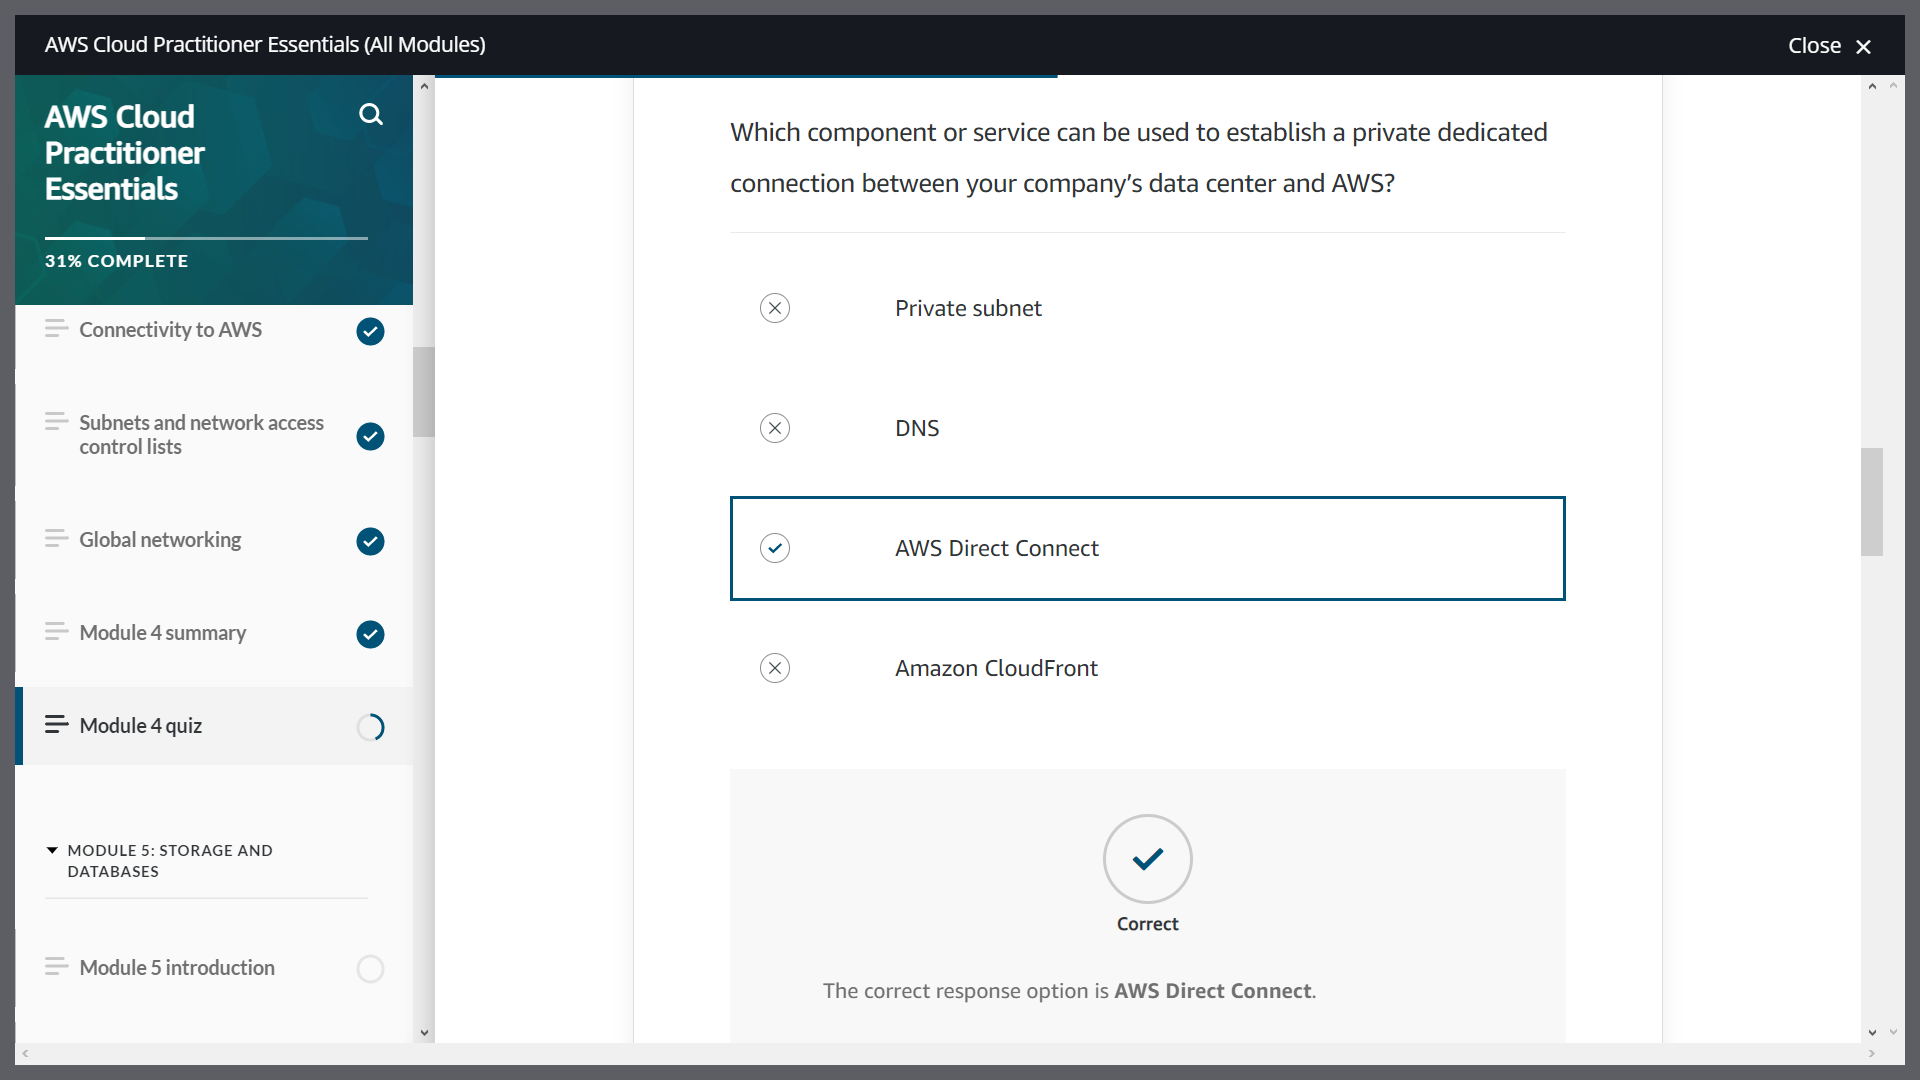 AWS Cloud Practitioner Essentials (All Modules)
Close
AWS Cloud
Practitioner
Essentials
31% COMPLETE
Connectivity to AWS
Subnets and network access
control lists
Global networking
Module 4 summary
Module 4 quiz
MODULE 5: STORAGE AND
DATABASES
Module 5 introduction
Which component or service can be used to establish a private dedicated
connection between your company’s data center and AWS?
Private subnet
DNS
AWS Direct Connect
Amazon CloudFront
Correct
The correct response option is AWS Direct Connect.